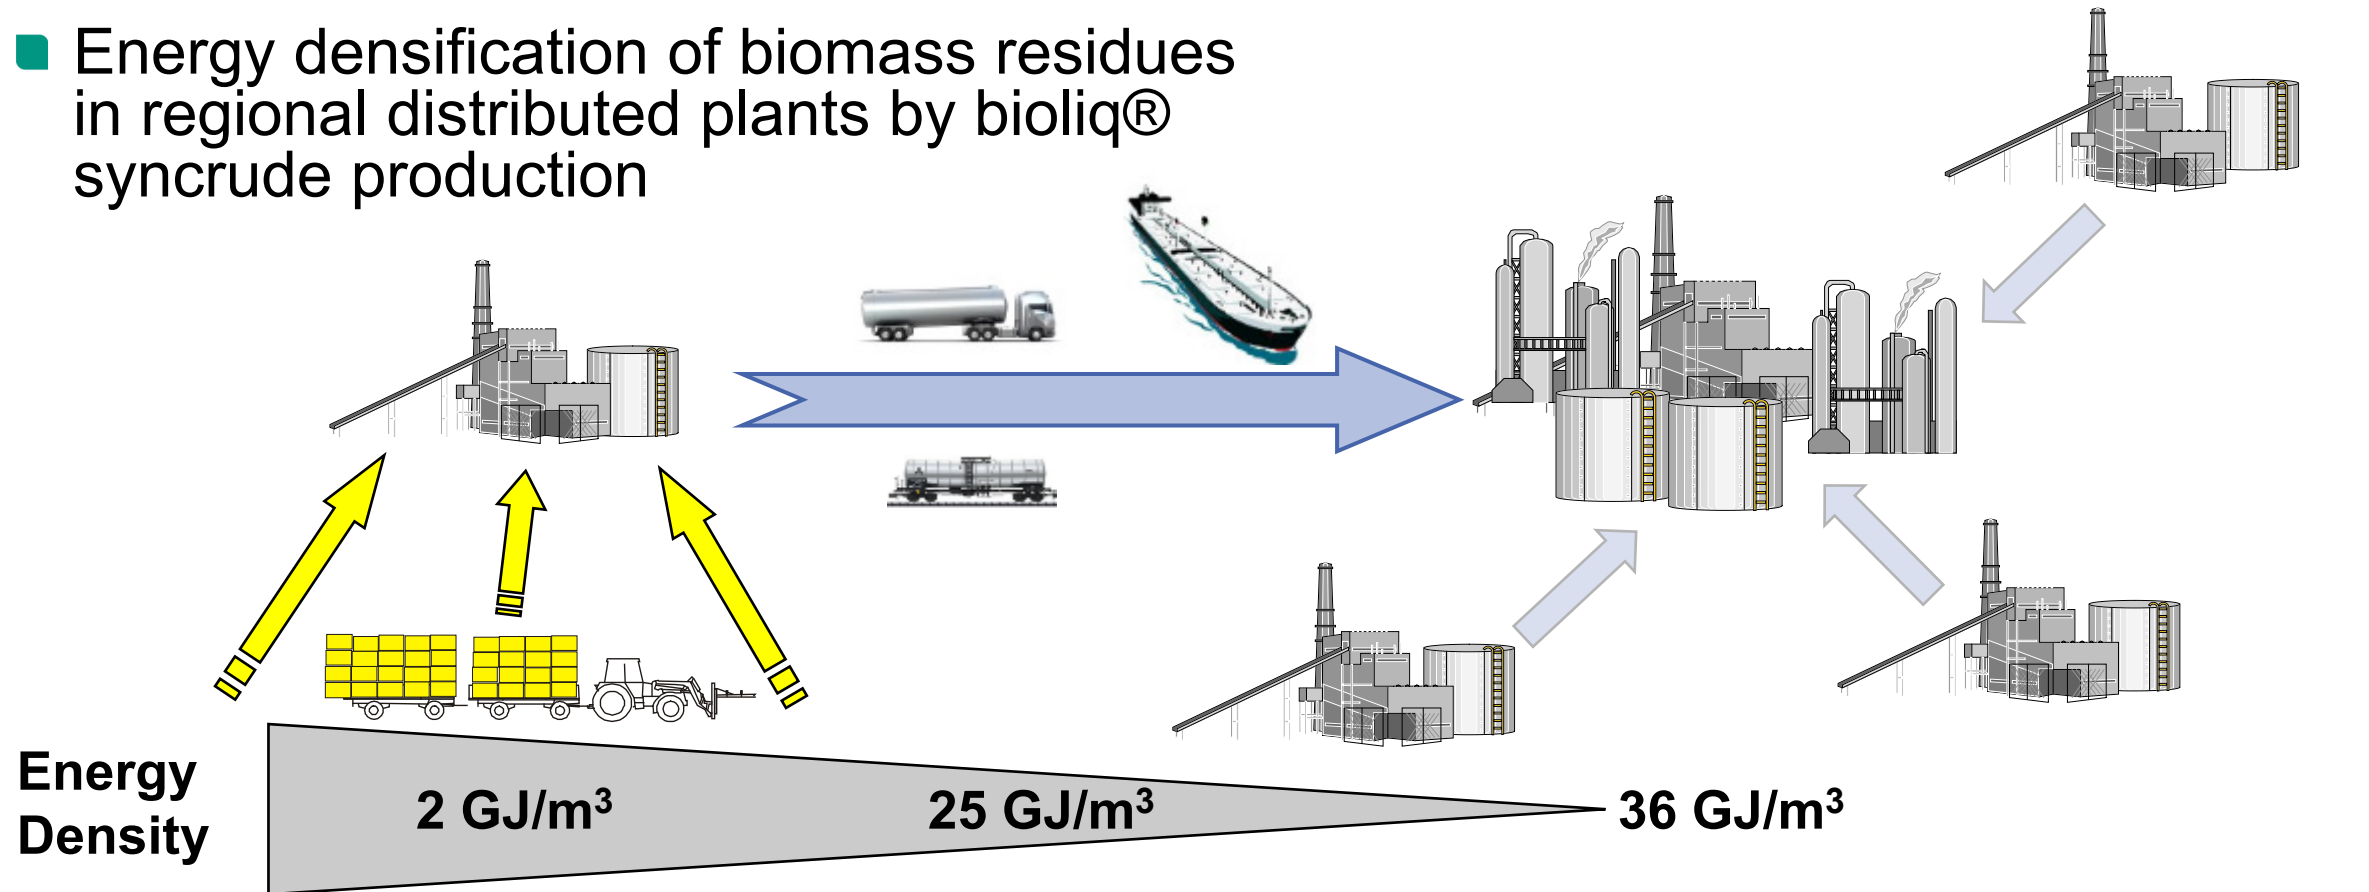 Energy densification of biomass residues
in regional distributed plants by bioliq®
syncrude production
Energy
Density
2 GJ/m³
25 GJ/m³
36 GJ/m³